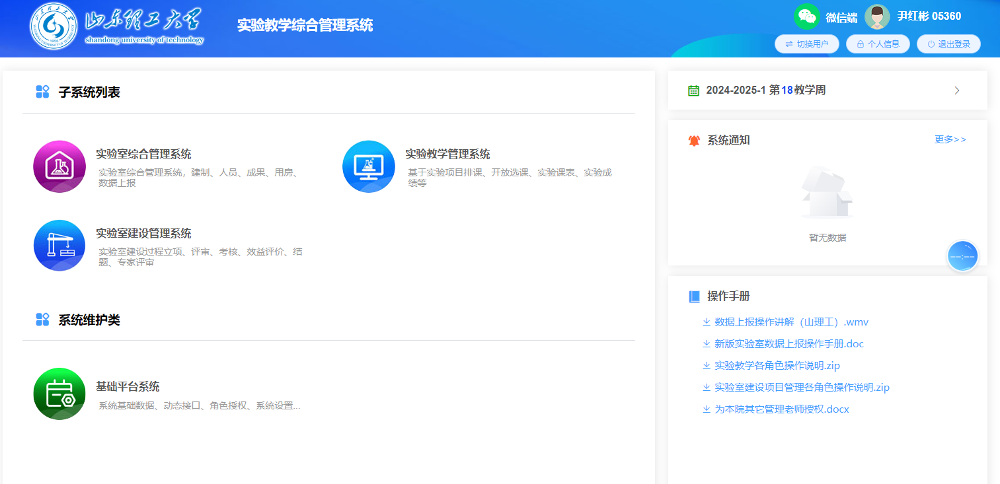 山东理工大学
shandong university of technology
实验教学综合管理系统
微信端
尹红彬 05360
切换用户
个人信息
退出登录
子系统列表
实验室综合管理系统
实验室综合管理系统，建制、人员、成果、用房、
数据上报
实验教学管理系统
基于实验项目排课、开放选课、实验课表、实验成
绩等
实验室建设管理系统
实验室建设过程立项、评审、考核、效益评价、结
题、专家评审
系统维护类
基础平台系统
系统基础数据、动态接口、角色授权、系统设置...
2024-2025-1 第18教学周
系统通知
更多>>
暂无数据
操作手册
数据上报操作讲解（山理工）.wmv
新版实验室数据上报操作手册.doc
实验教学各角色操作说明.zip
实验室建设项目管理各角色操作说明.zip
为本院其它管理老师授权.docx